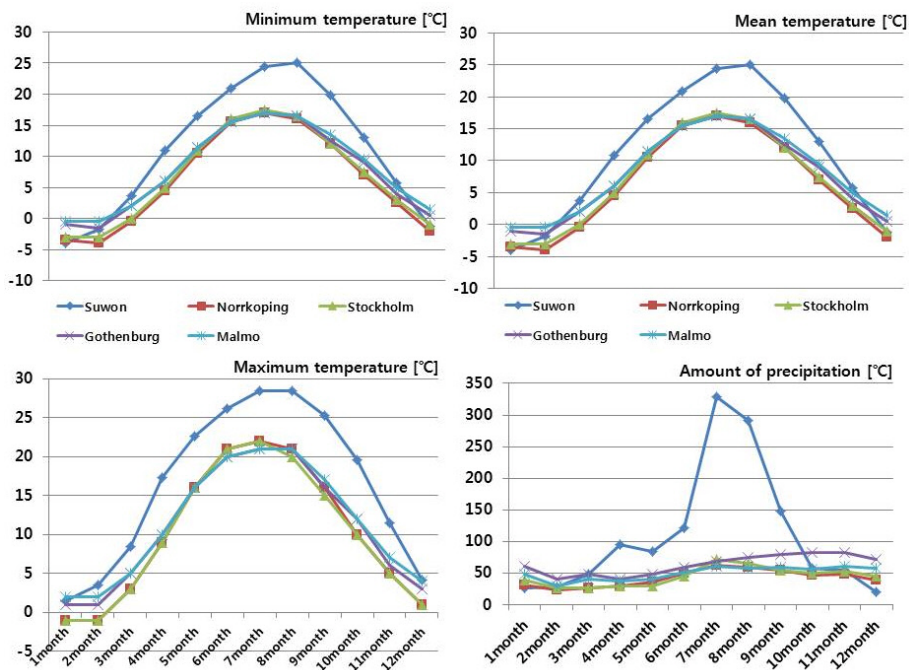 Minimum temperature [℃]
30
25
20
15
10
5
0
-5
-10
Mean temperature [℃]
30
25
20
15
10
5
0
-5
-10
Suwon
Norrkoping
Stockholm
Gothenburg
Malmo
Suwon
Norrkoping
Stockholm
Gothenburg
Malmo
Maximum temperature [℃]
30
25
20
15
10
5
0
-5
1month
2month
3month
4month
5month
6month
7month
8month
9month
10month
11month
12month
Amount of precipitation [℃]
350
300
250
200
150
100
50
0
1month
2month
3month
4month
5month
6month
7month
8month
9month
10month
11month
12month